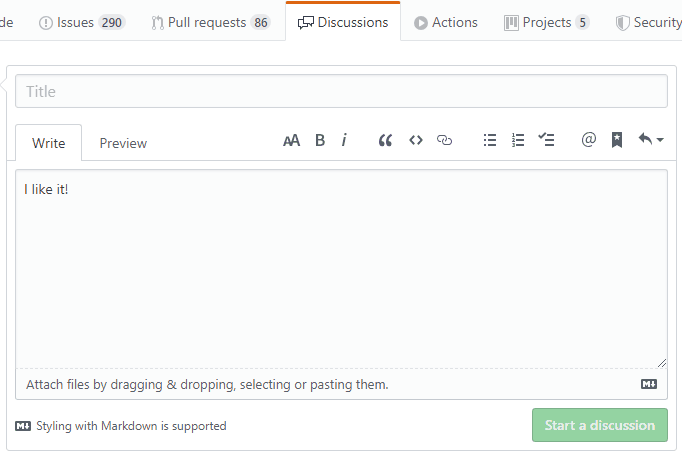 de Issues 290 Pull requests 86 Discussions Actions Projects 5 Security
Title
Write Preview AA B i @
I like it!
Attach files by dragging & dropping, selecting or pasting them.
Styling with Markdown is supported Start a discussion